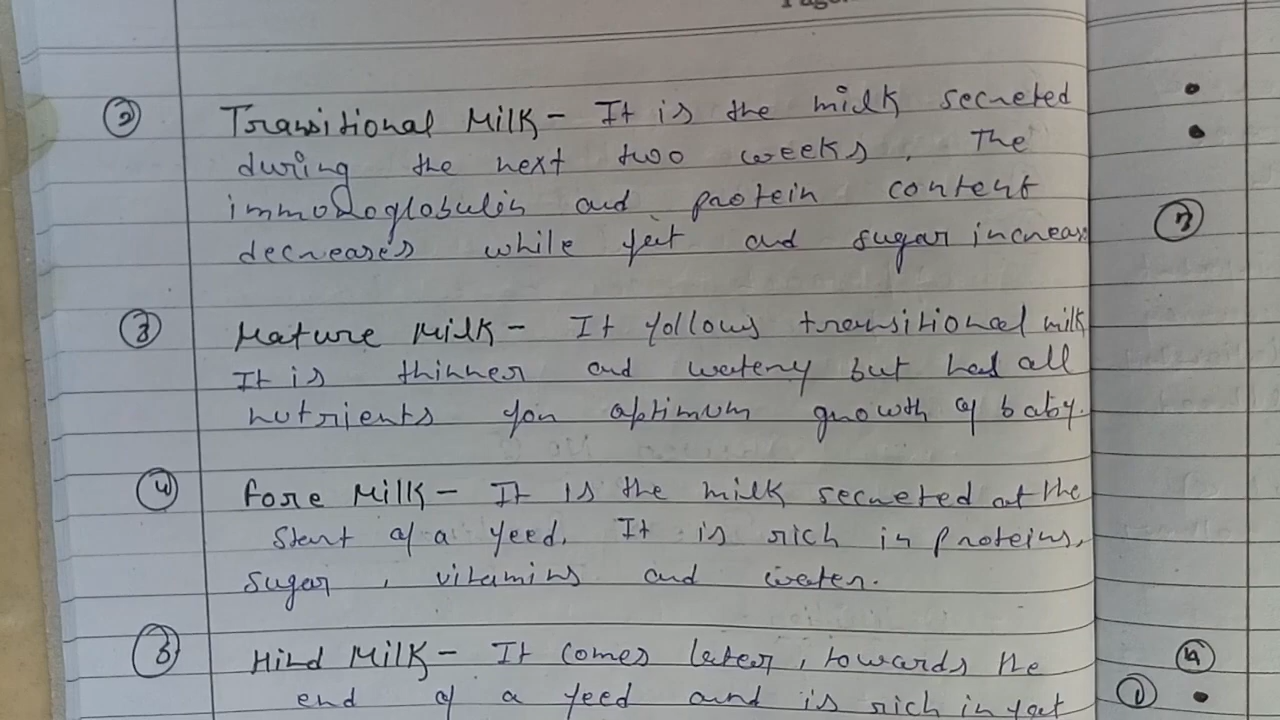 ② Transitional Milk - It is the milk secreted
during the next two weeks. The
immunoglobulin and protein content
decreases while fat and sugar increas
③ Mature Milk - It follows transitional milk
It is thinner and watery but had all
nutrients for optimum growth of baby.
④ Fore Milk - It is the milk secreted at the
start of a feed. It is rich in proteins,
sugar, vitamins and water.
⑤ Hind Milk - It comes later, towards the
end of a feed and is rich in fat
④
①